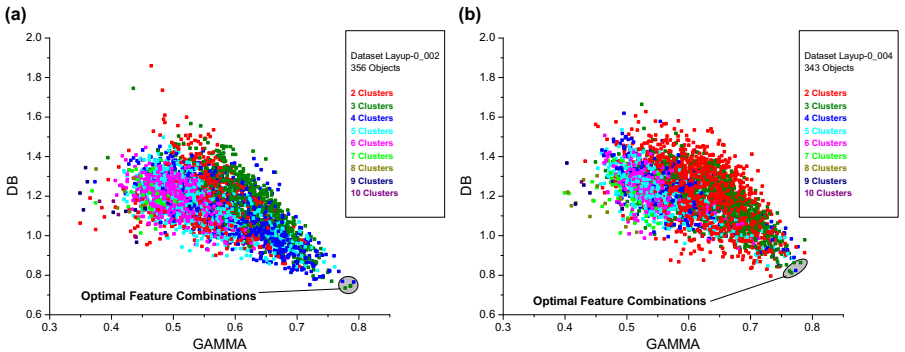 (a)
2.0
1.8
1.6
1.4
1.2
1.0
0.8
0.6
DB
0.3
0.4
0.5
0.6
0.7
0.8
GAMMA
Dataset Layup-0_002
356 Objects
2 Clusters
3 Clusters
4 Clusters
5 Clusters
6 Clusters
7 Clusters
8 Clusters
9 Clusters
10 Clusters
Optimal Feature Combinations
(b)
2.0
1.8
1.6
1.4
1.2
1.0
0.8
0.6
DB
0.3
0.4
0.5
0.6
0.7
0.8
GAMMA
Dataset Layup-0_004
343 Objects
2 Clusters
3 Clusters
4 Clusters
5 Clusters
6 Clusters
7 Clusters
8 Clusters
9 Clusters
10 Clusters
Optimal Feature Combinations